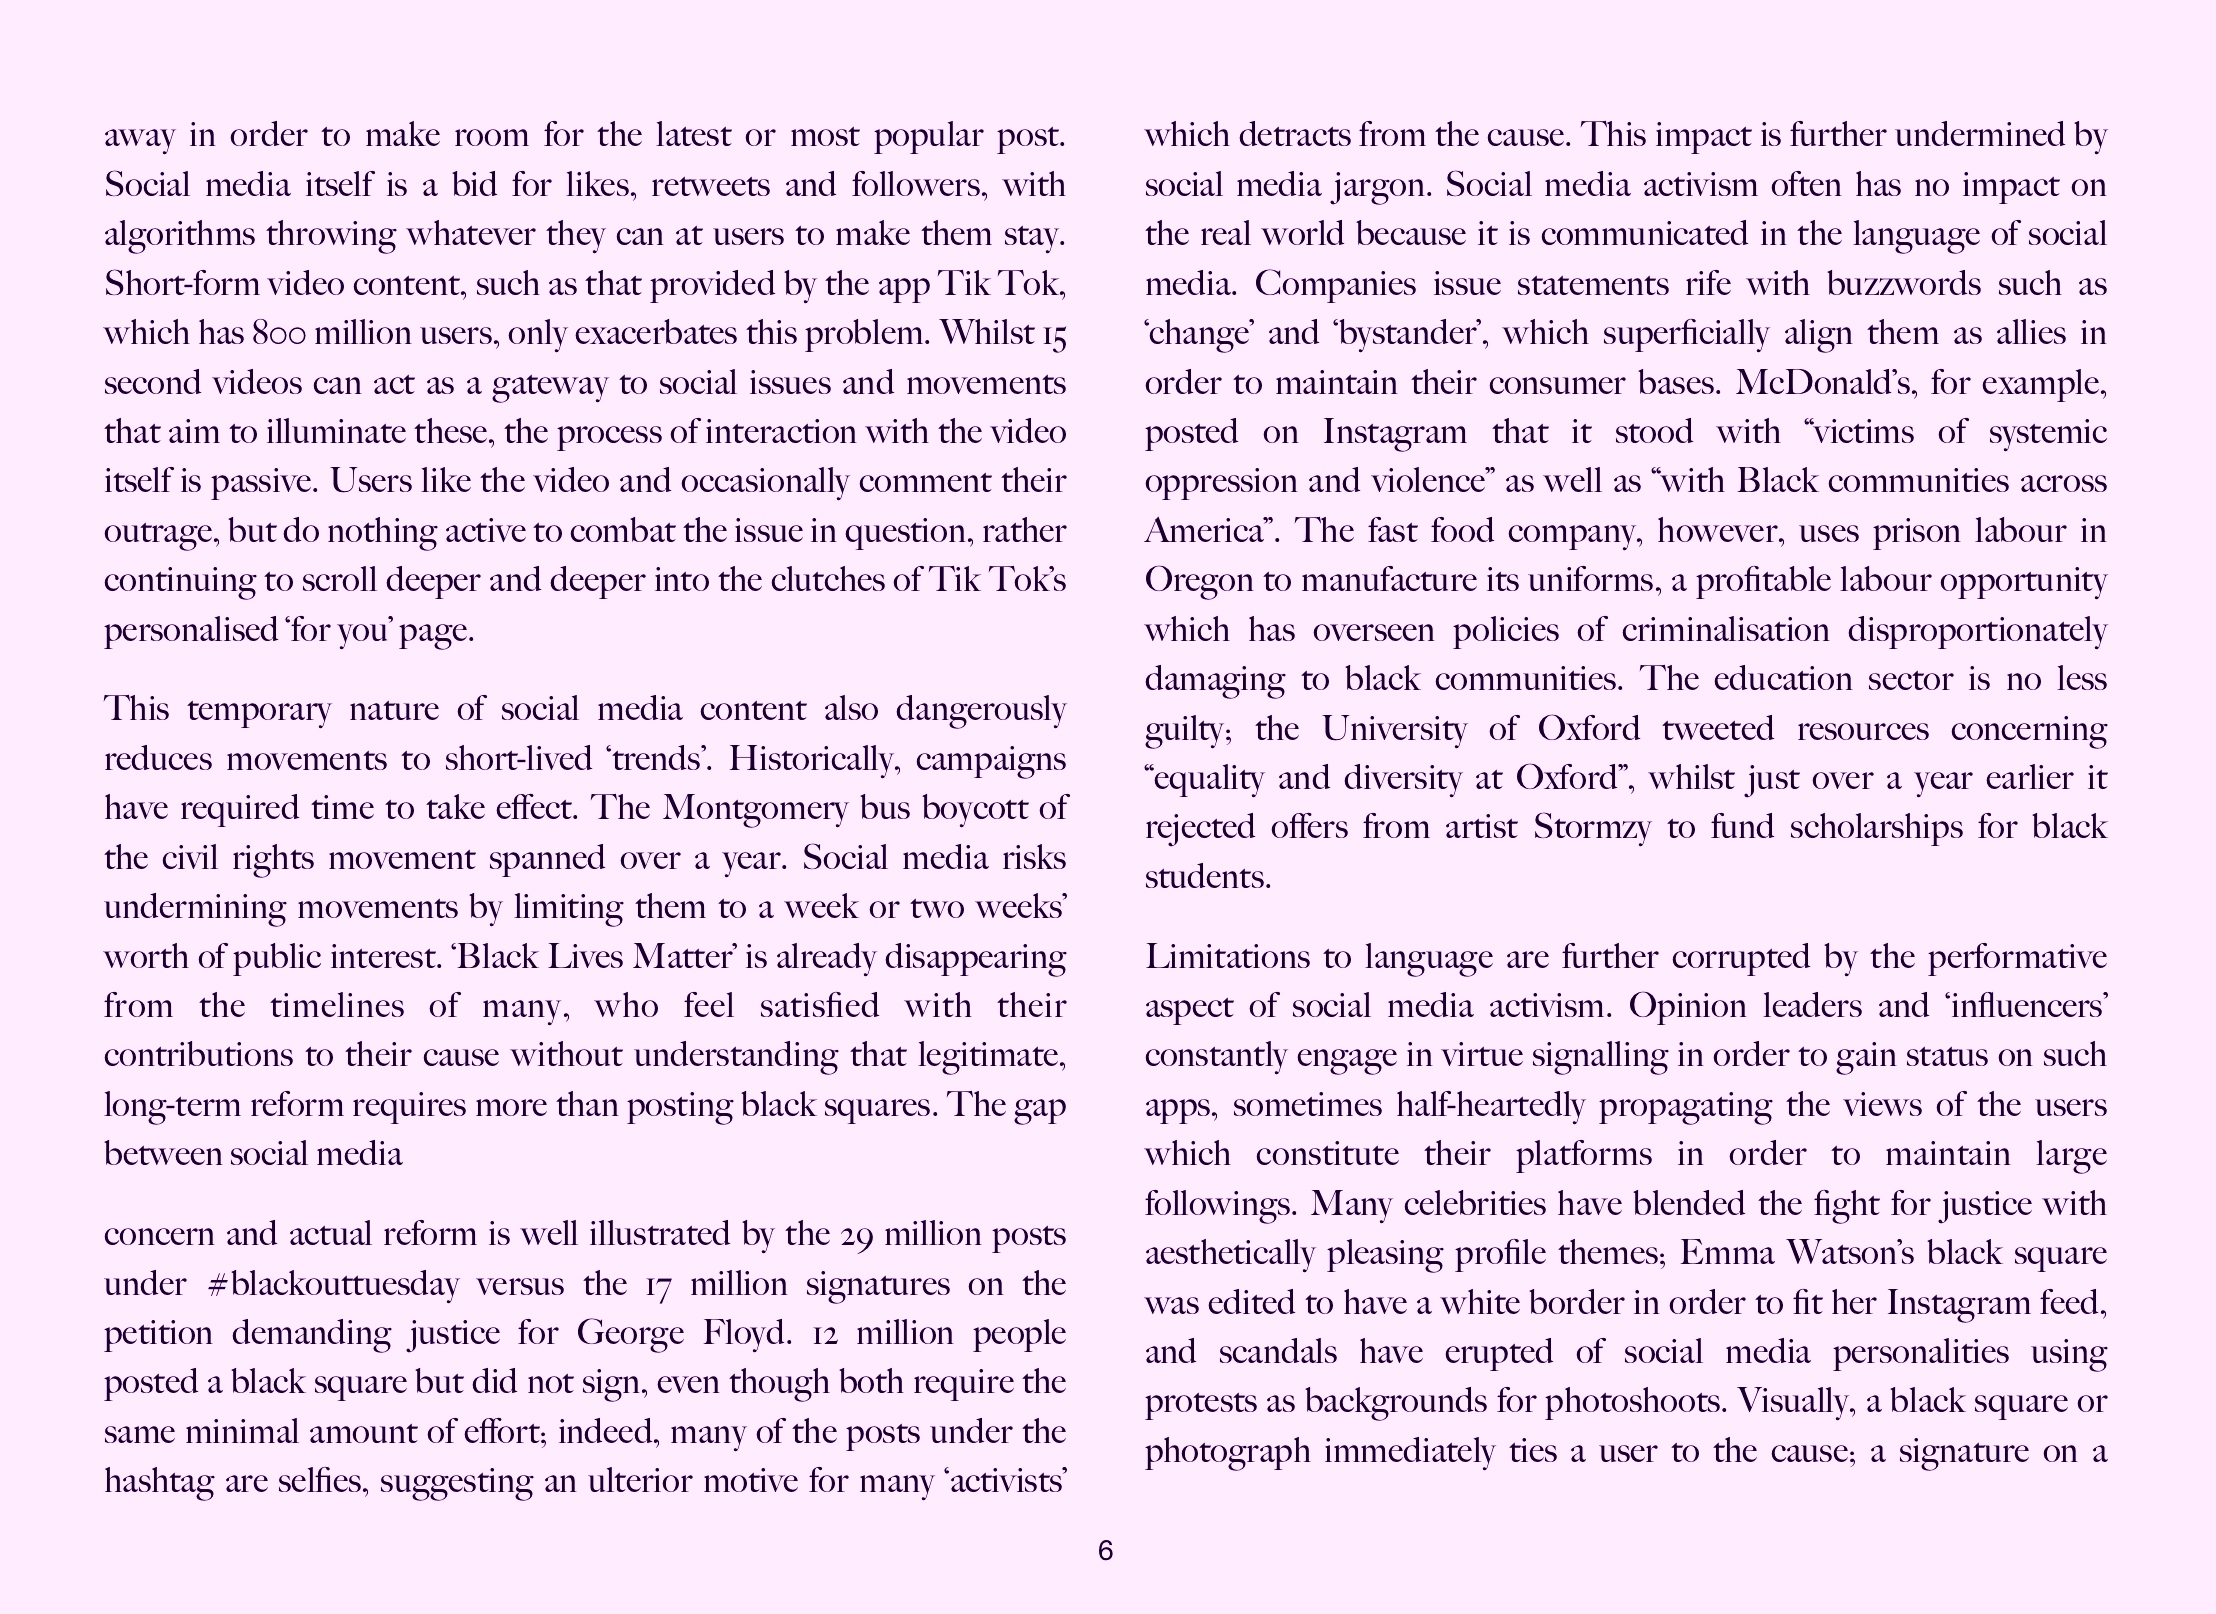 away in order to make room for the latest or most popular post.
Social media itself is a bid for likes, retweets and followers, with
algorithms throwing whatever they can at users to make them stay.
Short-form video content, such as that provided by the app Tik Tok,
which has 800 million users, only exacerbates this problem. Whilst 15
second videos can act as a gateway to social issues and movements
that aim to illuminate these, the process of interaction with the video
itself is passive. Users like the video and occasionally comment their
outrage, but do nothing active to combat the issue in question, rather
continuing to scroll deeper and deeper into the clutches of Tik Tok’s
personalised ‘for you’ page.
This temporary nature of social media content also dangerously
reduces movements to short-lived ‘trends’. Historically, campaigns
have required time to take effect. The Montgomery bus boycott of
the civil rights movement spanned over a year. Social media risks
undermining movements by limiting them to a week or two weeks’
worth of public interest. ‘Black Lives Matter’ is already disappearing
from the timelines of many, who feel satisfied with their
contributions to their cause without understanding that legitimate,
long-term reform requires more than posting black squares. The gap
between social media
concern and actual reform is well illustrated by the 29 million posts
under #blackouttuesday versus the 17 million signatures on the
petition demanding justice for George Floyd. 12 million people
posted a black square but did not sign, even though both require the
same minimal amount of effort; indeed, many of the posts under the
hashtag are selfies, suggesting an ulterior motive for many ‘activists’
which detracts from the cause. This impact is further undermined by
social media jargon. Social media activism often has no impact on
the real world because it is communicated in the language of social
media. Companies issue statements rife with buzzwords such as
‘change’ and ‘bystander’, which superficially align them as allies in
order to maintain their consumer bases. McDonald’s, for example,
posted on Instagram that it stood with “victims of systemic
oppression and violence” as well as “with Black communities across
America”. The fast food company, however, uses prison labour in
Oregon to manufacture its uniforms, a profitable labour opportunity
which has overseen policies of criminalisation disproportionately
damaging to black communities. The education sector is no less
guilty; the University of Oxford tweeted resources concerning
“equality and diversity at Oxford”, whilst just over a year earlier it
rejected offers from artist Stormzy to fund scholarships for black
students.
Limitations to language are further corrupted by the performative
aspect of social media activism. Opinion leaders and ‘influencers’
constantly engage in virtue signalling in order to gain status on such
apps, sometimes half-heartedly propagating the views of the users
which constitute their platforms in order to maintain large
followings. Many celebrities have blended the fight for justice with
aesthetically pleasing profile themes; Emma Watson’s black square
was edited to have a white border in order to fit her Instagram feed,
and scandals have erupted of social media personalities using
protests as backgrounds for photoshoots. Visually, a black square or
photograph immediately ties a user to the cause; a signature on a
6